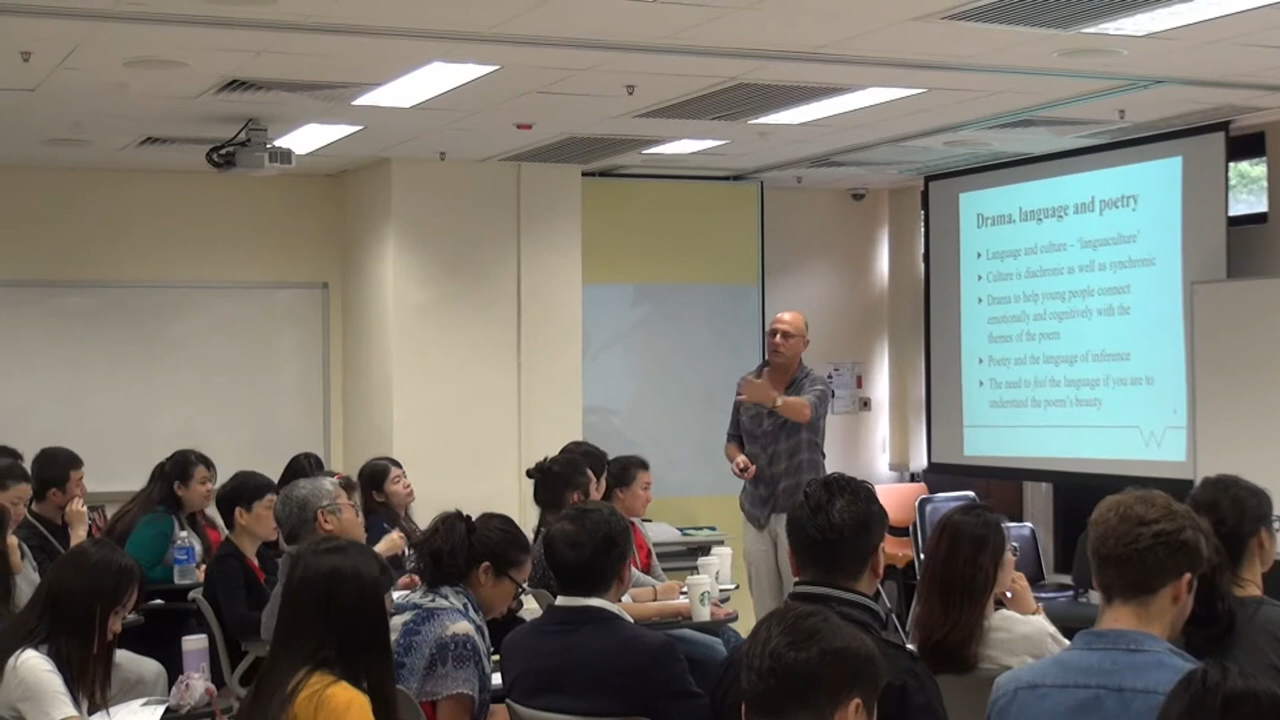 Drama, language and poetry
Language and culture – 'languaculture'
Culture is diachronic as well as synchronic
Drama to help young people connect
emotionally and cognitively with the
themes of the poem
Poetry and the language of inference
The need to feel the language if you are to
understand the poem's beauty
W